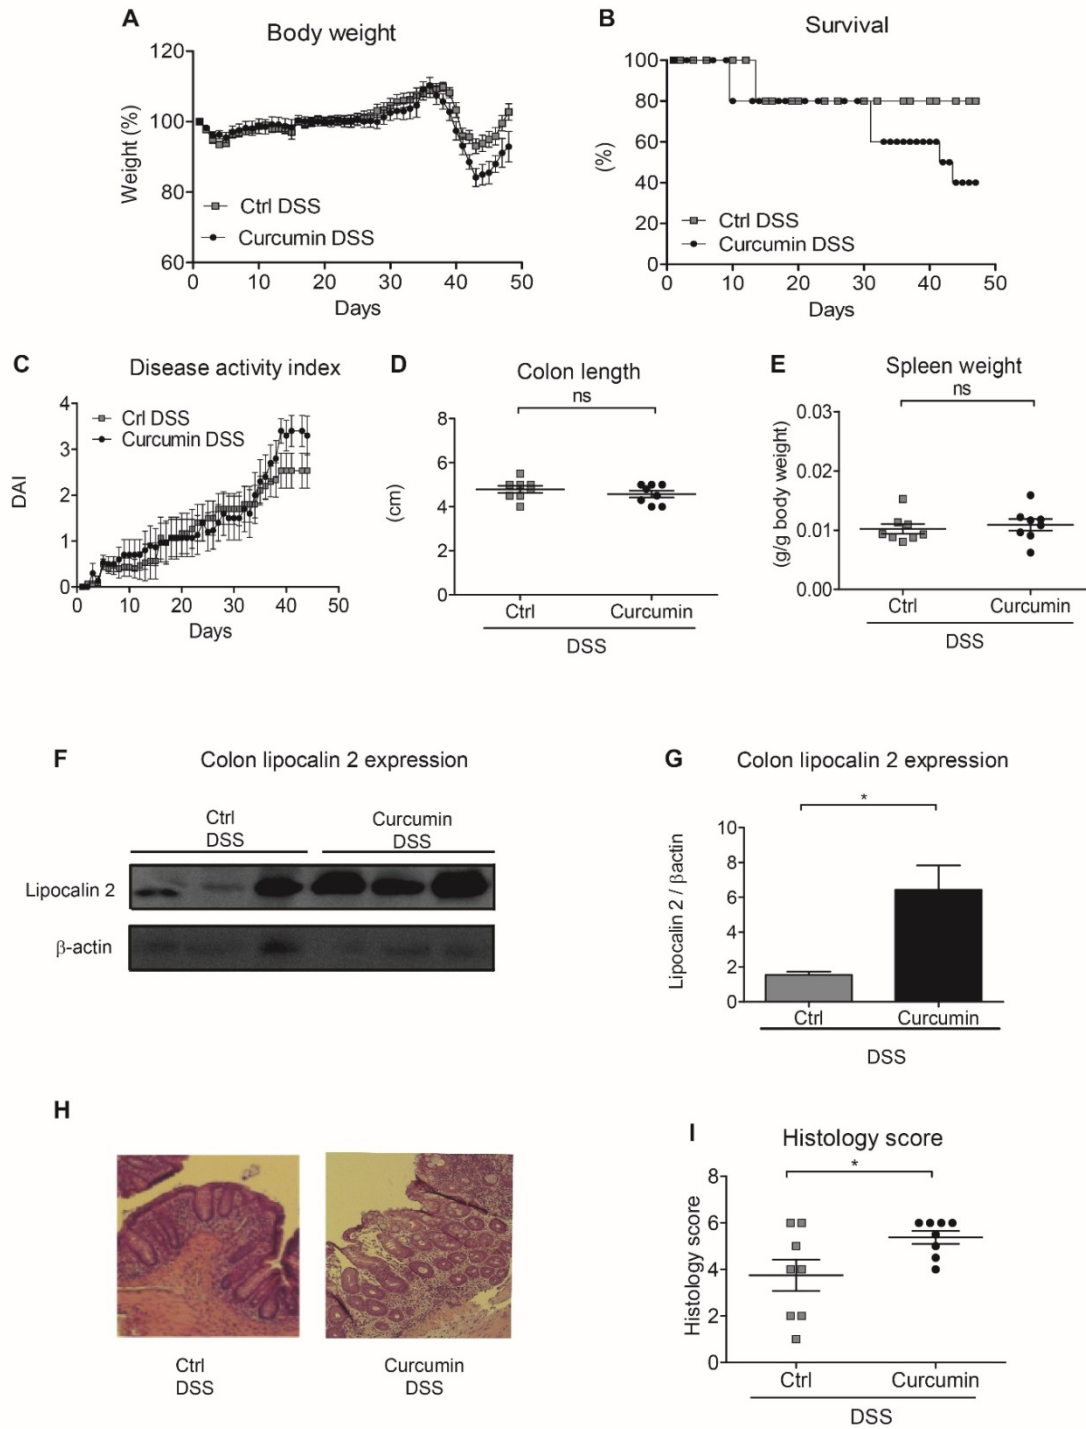 A
Body weight
120
100
80
60
Weight (%)
Ctrl DSS
Curcumin DSS
0 10 20 30 40 50
Days
B
Survival
100
80
60
40
20
0
(%)
Ctrl DSS
Curcumin DSS
0 10 20 30 40 50
Days
C
Disease activity index
4
3
2
1
0
DAI
Crl DSS
Curcumin DSS
0 10 20 30 40 50
Days
D
Colon length
ns
8
6
4
2
0
(cm)
Ctrl Curcumin
DSS
E
Spleen weight
ns
0.03
0.02
0.01
0.00
(g/g body weight)
Ctrl Curcumin
DSS
F
Colon lipocalin 2 expression
Ctrl Curcumin
DSS DSS
Lipocalin 2
β-actin
G
Colon lipocalin 2 expression
*
10
8
6
4
2
0
Lipocalin 2 / βactin
Ctrl Curcumin
DSS
H
Ctrl Curcumin
DSS DSS
I
Histology score
*
8
6
4
2
0
Histology score
Ctrl Curcumin
DSS